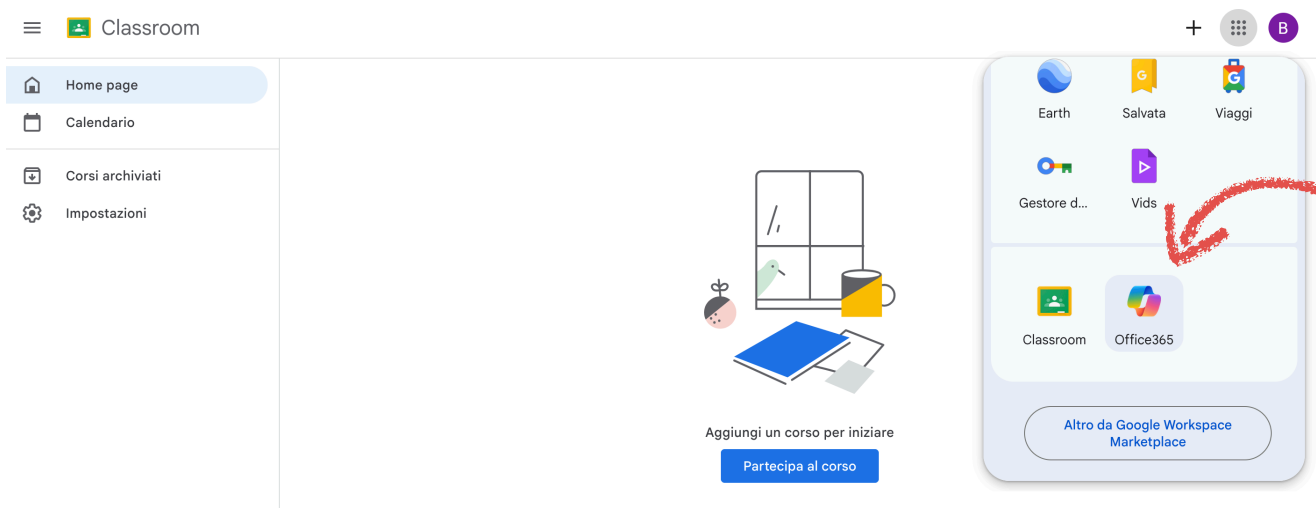 Classroom
B
Home page
Calendario
Corsi archiviati
Impostazioni
Earth
Salvata
Viaggi
Gestore d...
Vids
Classroom
Office365
Altro da Google Workspace
Marketplace
Aggiungi un corso per iniziare
Partecipa al corso